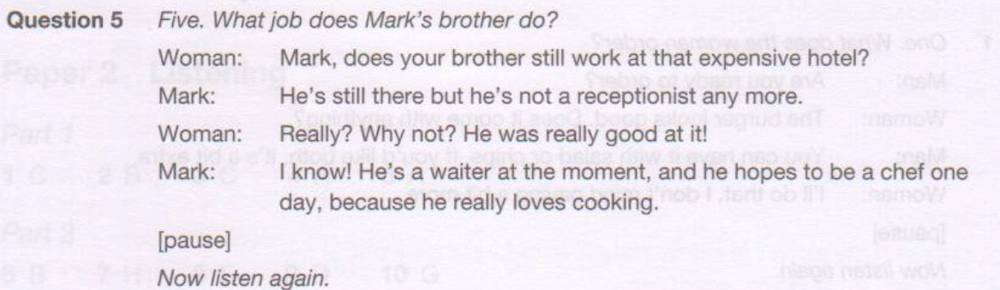 Question 5 Five. What job does Mark's brother do?
Woman: Mark, does your brother still work at that expensive hotel?
Mark: He's still there but he's not a receptionist any more.
Woman: Really? Why not? He was really good at it!
Mark: I know! He's a waiter at the moment, and he hopes to be a chef one
day, because he really loves cooking.
[pause]
Now listen again.